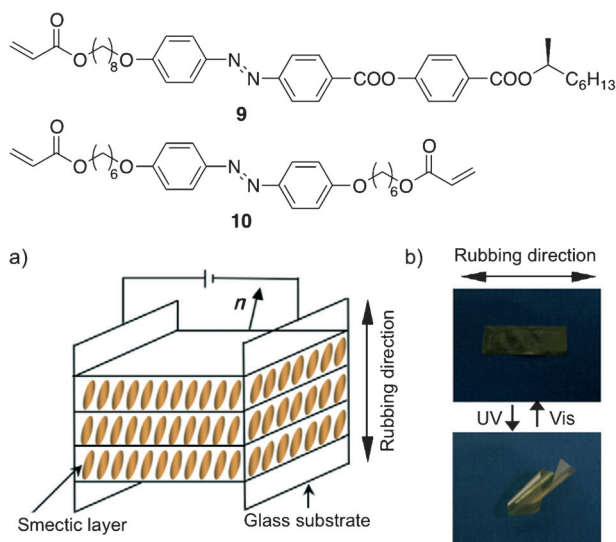 O
O
8
O
N
N
COO
COO
C6H13
9
O
O
6
O
N
N
O
6
O
O
10
a)
b)
n
Rubbing direction
Smectic layer
Glass substrate
Rubbing direction
UV
Vis